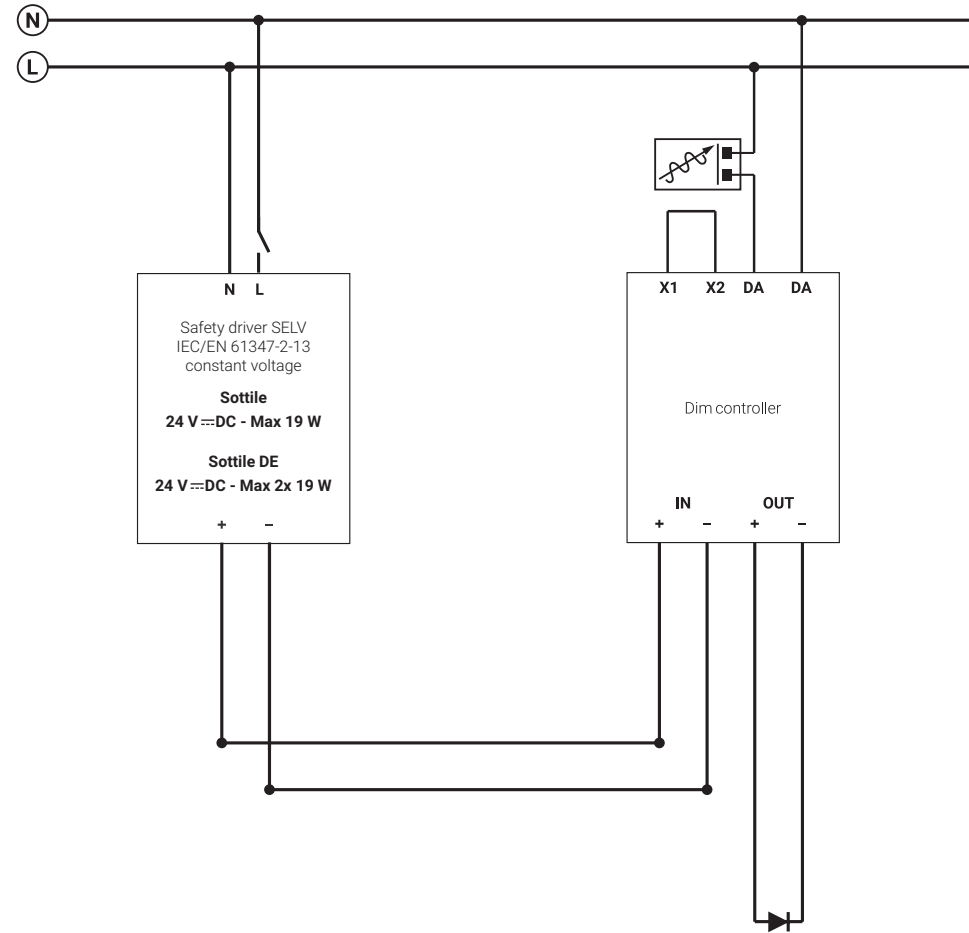 N
L
N L
X1 X2 DA DA
Safety driver SELV
IEC/EN 61347-2-13
constant voltage
Sottile
24 V ⎓DC - Max 19 W
Sottile DE
24 V ⎓DC - Max 2x 19 W
+ –
Dim controller
IN OUT
+ – + –